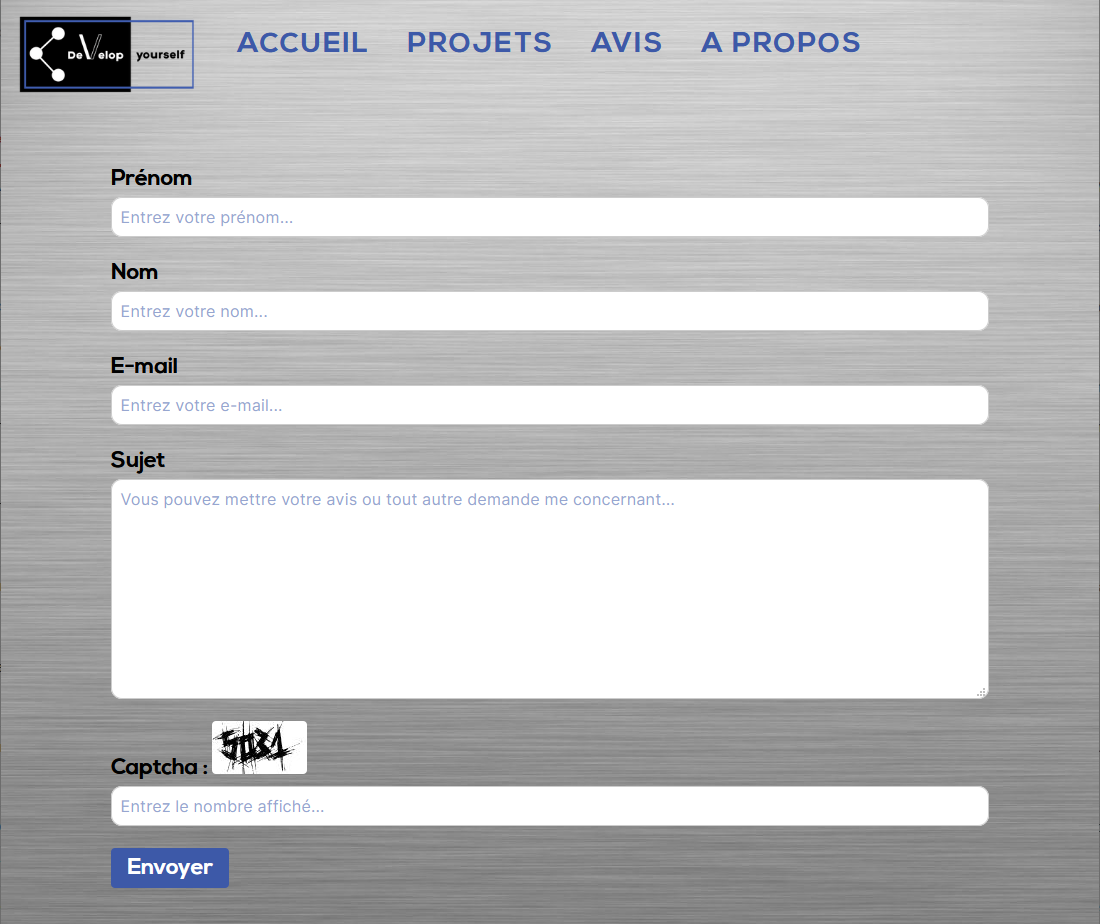 DeVelop yourself
ACCUEIL PROJETS AVIS A PROPOS
Prénom
Entrez votre prénom...
Nom
Entrez votre nom...
E-mail
Entrez votre e-mail...
Sujet
Vous pouvez mettre votre avis ou tout autre demande me concernant...
Captcha :
Entrez le nombre affiché...
Envoyer